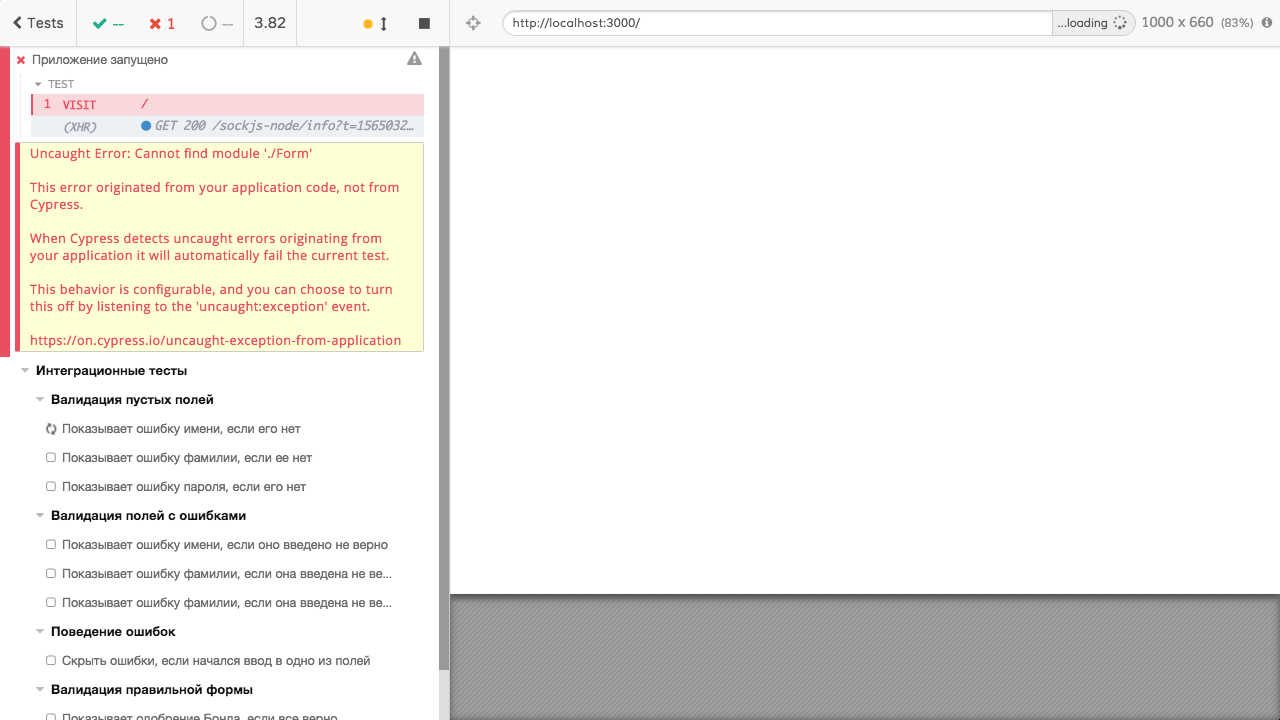 Tests -- 1 -- 3.82
http://localhost:3000/ ...loading 1000 x 660 (83%)
Приложение запущено
TEST
1 VISIT /
(XHR) GET 200 /sockjs-node/info?t=1565032…
Uncaught Error: Cannot find module './Form'
This error originated from your application code, not from
Cypress.
When Cypress detects uncaught errors originating from
your application it will automatically fail the current test.
This behavior is configurable, and you can choose to turn
this off by listening to the 'uncaught:exception' event.
https://on.cypress.io/uncaught-exception-from-application
Интеграционные тесты
Валидация пустых полей
Показывает ошибку имени, если его нет
Показывает ошибку фамилии, если ее нет
Показывает ошибку пароля, если его нет
Валидация полей с ошибками
Показывает ошибку имени, если оно введено не верно
Показывает ошибку фамилии, если она введена не ве...
Показывает ошибку фамилии, если она введена не ве...
Поведение ошибок
Скрыть ошибки, если начался ввод в одно из полей
Валидация правильной формы
Показывает одобрение Бонда, если все верно